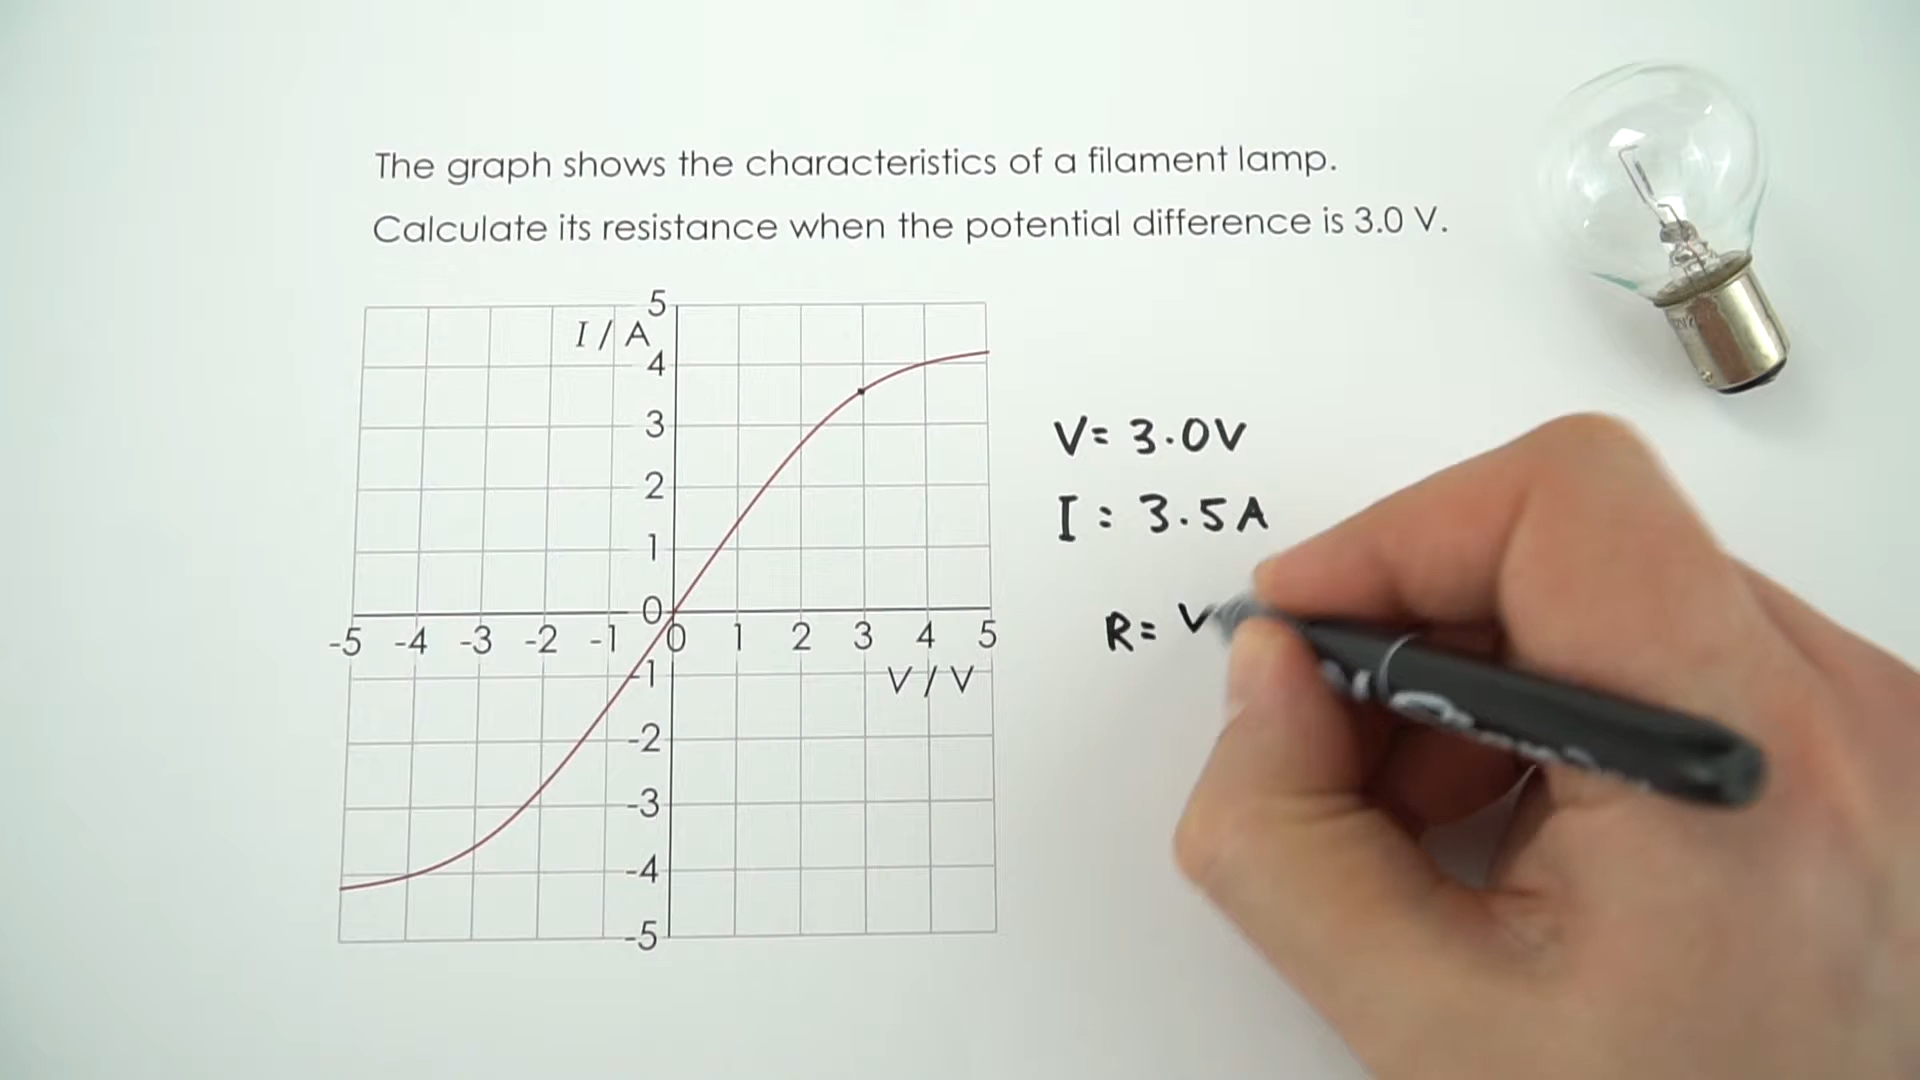 The graph shows the characteristics of a filament lamp.
Calculate its resistance when the potential difference is 3.0 V.
5
I / A
4
3
2
1
0
-5 -4 -3 -2 -1 0 1 2 3 4 5
-1
V / V
-2
-3
-4
-5
V= 3.0V
I : 3.5A
R= V